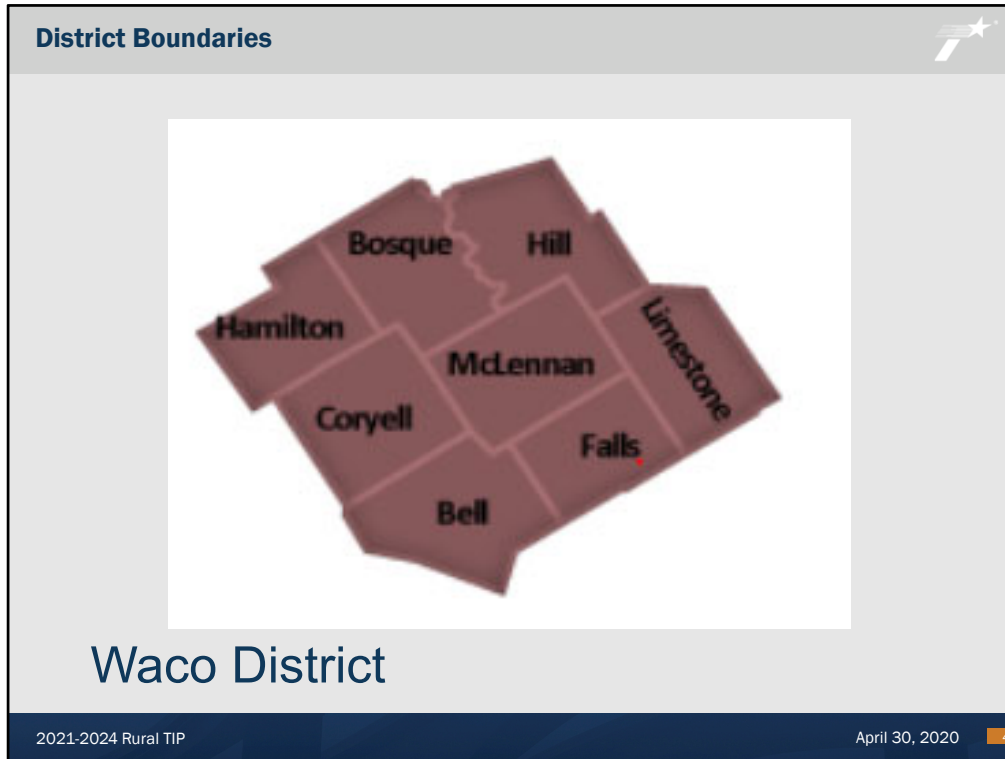 District Boundaries
Bosque
Hill
Hamilton
Limestone
McLennan
Coryell
Falls
Bell
Waco District
2021-2024 Rural TIP
April 30, 2020